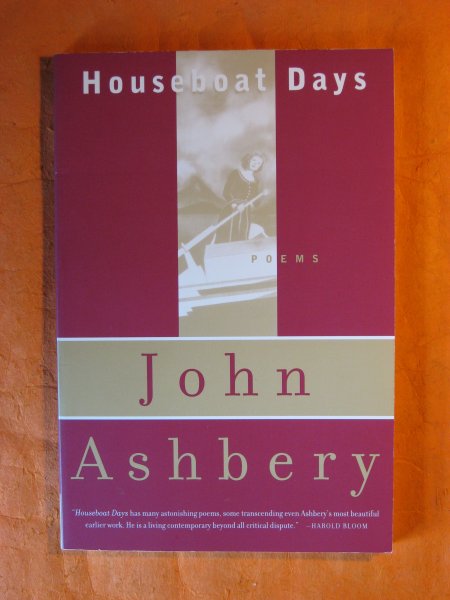 Houseboat Days
POEMS
John
Ashbery
"Houseboat Days has many astonishing poems, some transcending even Ashbery's most beautiful
earlier work. He is a living contemporary beyond all critical dispute." —HAROLD BLOOM